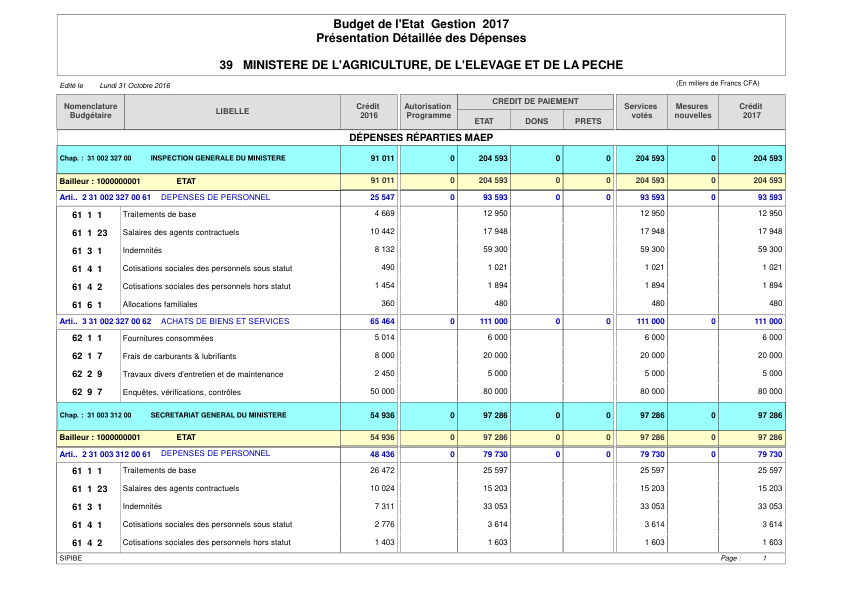 Budget de l'Etat Gestion 2017
Présentation Détaillée des Dépenses
39 MINISTERE DE L'AGRICULTURE, DE L'ELEVAGE ET DE LA PECHE
Edité le Lundi 31 Octobre 2016 (En miliers de Francs CFA)
Nomenclature Budgétaire LIBELLE Crédit 2016 Autorisation Programme CREDIT DE PAIEMENT ETAT DONS PRETS Services votés Mesures nouvelles Crédit 2017
DÉPENSES RÉPARTIES MAEP
Chap. : 31 002 327 00 INSPECTION GENERALE DU MINISTERE 91 011 0 204 593 0 0 204 593 0 204 593
Bailleur : 1000000001 ETAT 91 011 0 204 593 0 0 204 593 0 204 593
Arti.. 2 31 002 327 00 61 DEPENSES DE PERSONNEL 25 547 0 93 593 0 0 93 593 0 93 593
61 1 1 Traitements de base 4 669 12 950 12 950 12 950
61 1 23 Salaires des agents contractuels 10 442 17 948 17 948 17 948
61 3 1 Indemnités 8 132 59 300 59 300 59 300
61 4 1 Cotisations sociales des personnels sous statut 490 1 021 1 021 1 021
61 4 2 Cotisations sociales des personnels hors statut 1 454 1 894 1 894 1 894
61 6 1 Allocations familiales 360 480 480 480
Arti.. 3 31 002 327 00 62 ACHATS DE BIENS ET SERVICES 65 464 0 111 000 0 0 111 000 0 111 000
62 1 1 Fournitures consommées 5 014 6 000 6 000 6 000
62 1 7 Frais de carburants & lubrifiants 8 000 20 000 20 000 20 000
62 2 9 Travaux divers d'entretien et de maintenance 2 450 5 000 5 000 5 000
62 9 7 Enquêtes, vérifications, contrôles 50 000 80 000 80 000 80 000
Chap. : 31 003 312 00 SECRETARIAT GENERAL DU MINISTERE 54 936 0 97 286 0 0 97 286 0 97 286
Bailleur : 1000000001 ETAT 54 936 0 97 286 0 0 97 286 0 97 286
Arti.. 2 31 003 312 00 61 DEPENSES DE PERSONNEL 48 436 0 79 730 0 0 79 730 0 79 730
61 1 1 Traitements de base 26 472 25 597 25 597 25 597
61 1 23 Salaires des agents contractuels 10 024 15 203 15 203 15 203
61 3 1 Indemnités 7 311 33 053 33 053 33 053
61 4 1 Cotisations sociales des personnels sous statut 2 776 3 614 3 614 3 614
61 4 2 Cotisations sociales des personnels hors statut 1 403 1 603 1 603 1 603
SIPIBE Page : 1